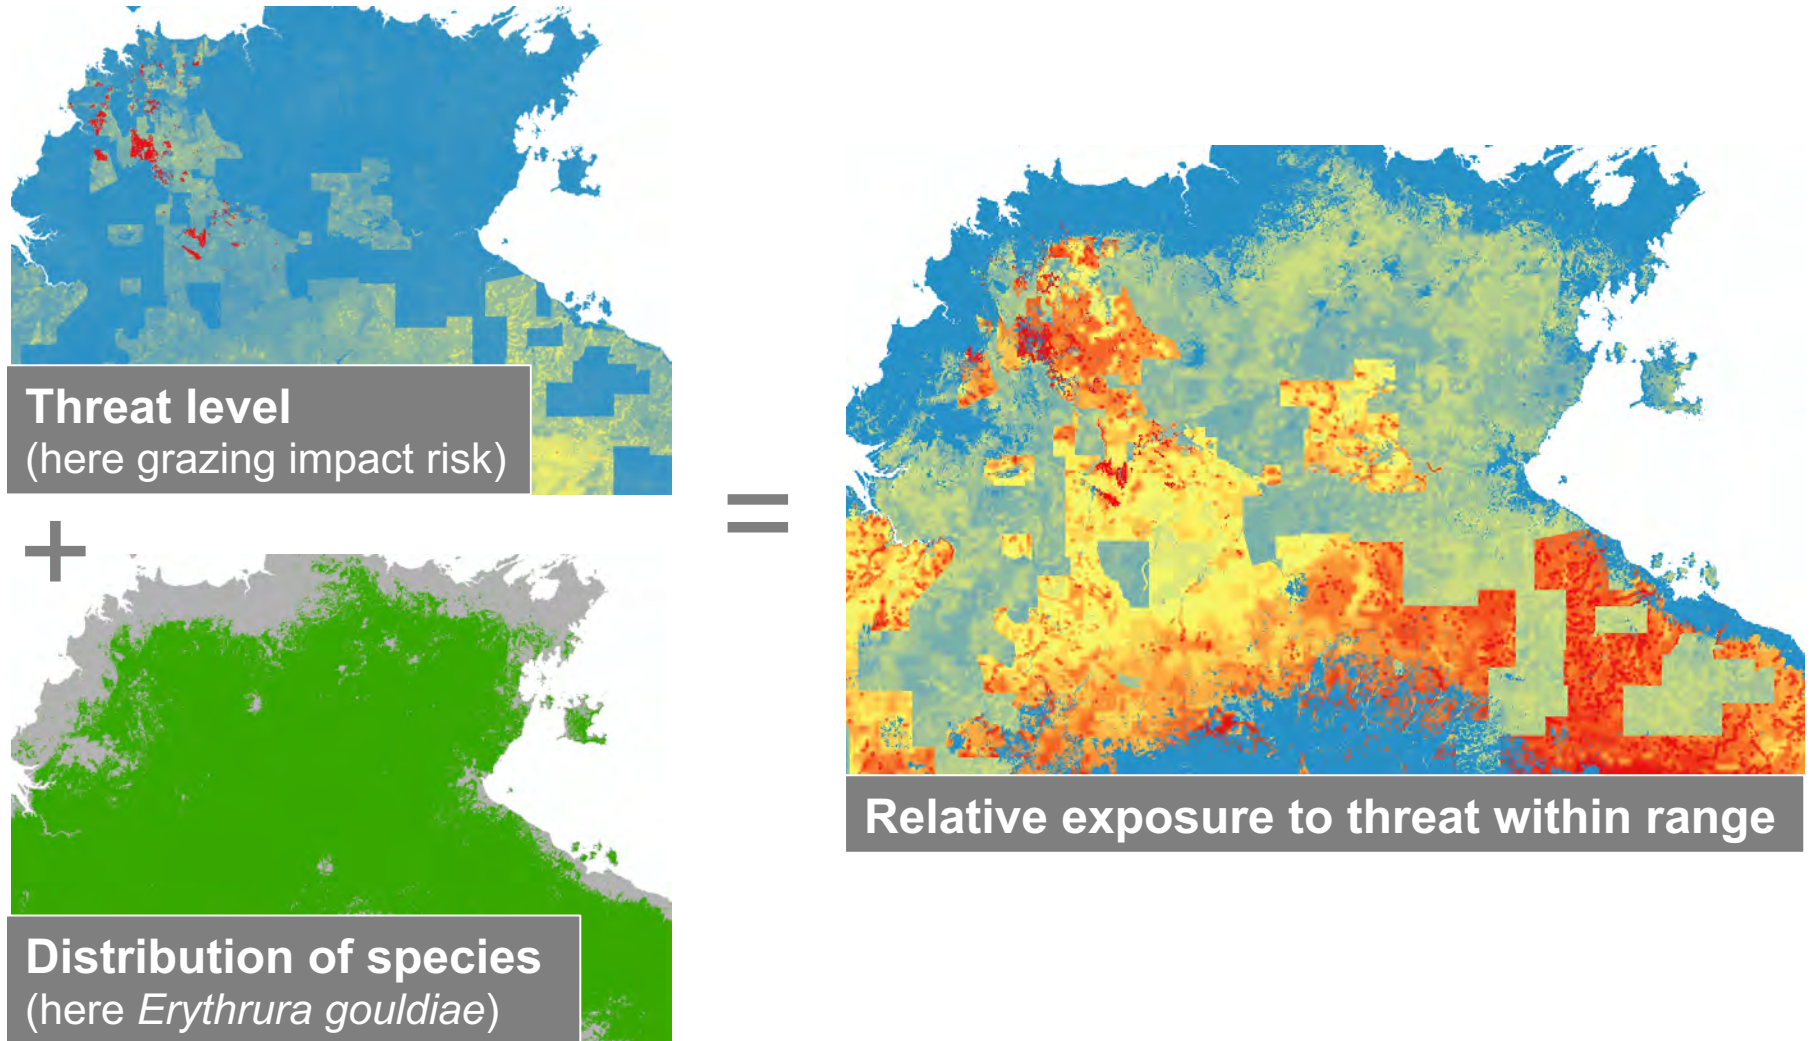 Threat level
(here grazing impact risk)
+
=
Distribution of species
(here Erythrura gouldiae)
Relative exposure to threat within range